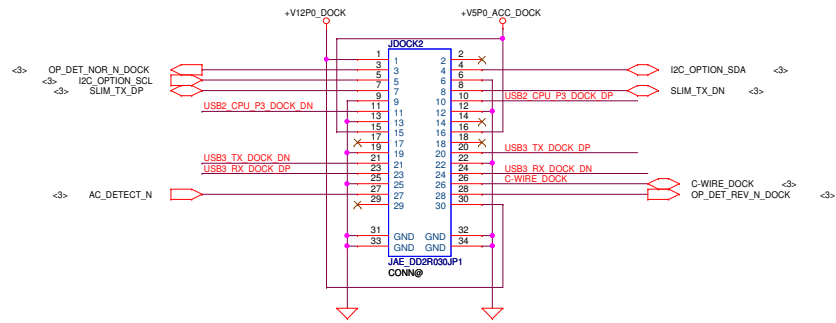 +V12P0_DOCK +V5P0_ACC_DOCK
JDOCK2
1 1 2 2
<3> OP_DET_NOR_N_DOCK 3 3 4 4 I2C_OPTION_SDA <3>
<3> I2C_OPTION_SCL 5 5 6 6
<3> SLIM_TX_DP 7 7 8 8 SLIM_TX_DN <3>
9 9 10 10 USB2_CPU_P3_DOCK_DP
USB2_CPU_P3_DOCK_DN 11 11 12 12
13 13 14 14
15 15 16 16
17 17 18 18
19 19 20 20 USB3_TX_DOCK_DP
USB3_TX_DOCK_DN 21 21 22 22
USB3_RX_DOCK_DP 23 23 24 24 USB3_RX_DOCK_DN
25 25 26 26 C-WIRE_DOCK C-WIRE_DOCK <3>
<3> AC_DETECT_N 27 27 28 28 OP_DET_REV_N_DOCK <3>
29 29 30 30
31 GND GND 32
33 GND GND 34
JAE_DD2R030JP1
CONN@